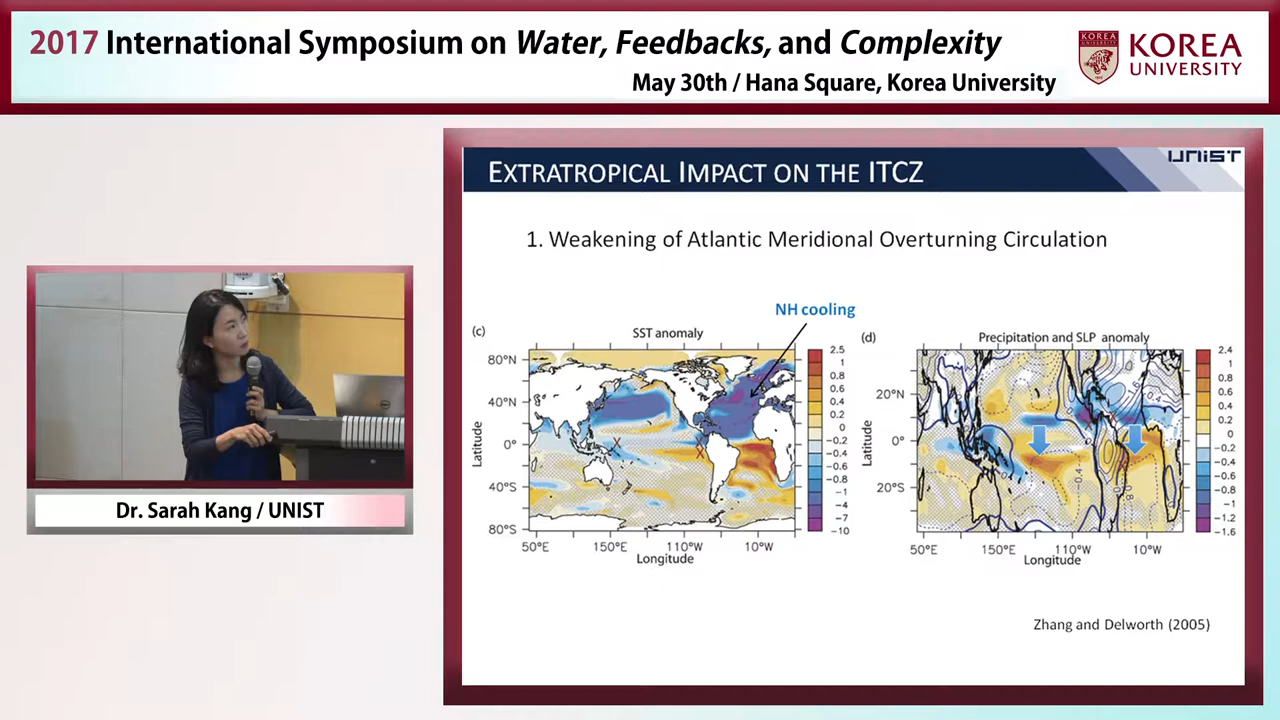 2017 International Symposium on Water, Feedbacks, and Complexity
May 30th / Hana Square, Korea University
KOREA
UNIVERSITY
UNIST
EXTRATROPICAL IMPACT ON THE ITCZ
1. Weakening of Atlantic Meridional Overturning Circulation
NH cooling
(c)
SST anomaly
80°N
40°N
0°
40°S
80°S
Latitude
50°E
150°E
110°W
10°W
Longitude
2.5
1
0.8
0.6
0.4
0.2
0
−0.2
−0.4
−0.6
−0.8
−1
−4
−7
−10
(d)
Precipitation and SLP anomaly
20°N
0°
20°S
Latitude
50°E
150°E
110°W
10°W
Longitude
2.4
1
0.8
0.6
0.4
0.2
0
−0.2
−0.4
−0.6
−0.8
−1
−1.2
−1.6
Zhang and Delworth (2005)
Dr. Sarah Kang / UNIST